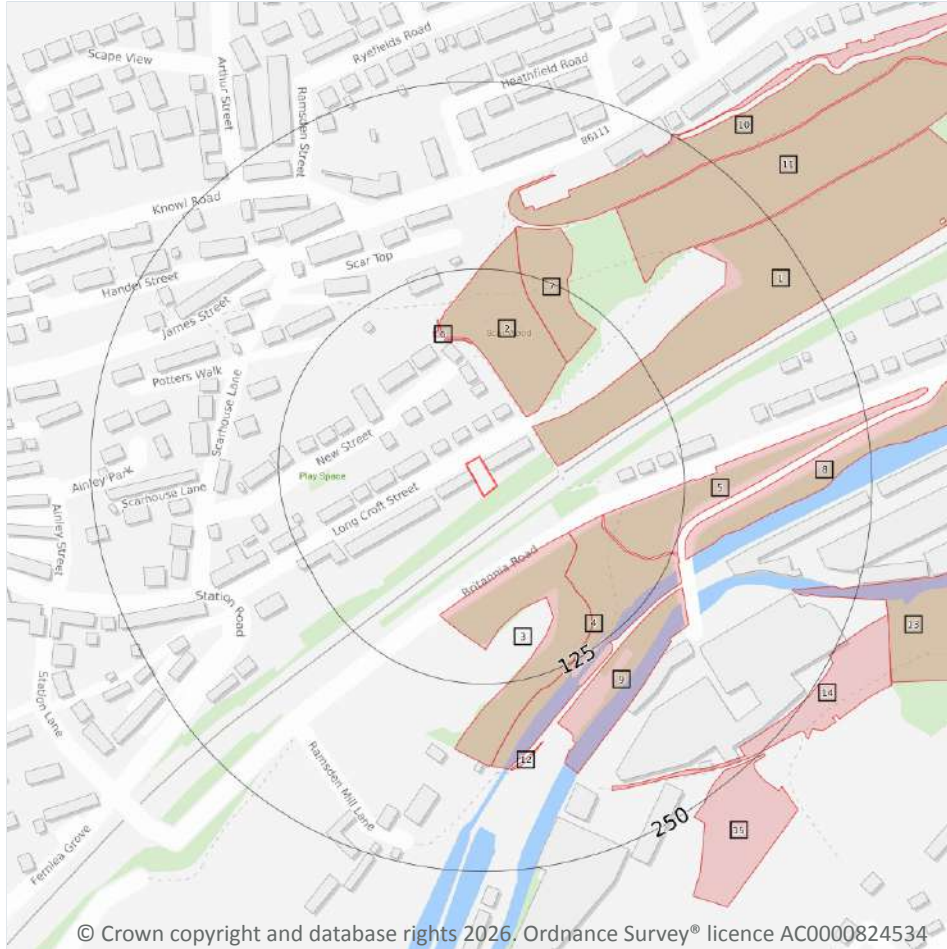 Ryefields Road
Scape View
Arthur Street
Heathfield Road
Ramsden Street
86111
10
11
Knowl Road
Scar Top
Handel Street
James Street
1
7
2
6
Potters Walk
Scarhouse Lane
New Street
Play Space
Ainley Park
Scarhouse Lane
Long Croft Street
8
5
Ainley Street
Britannia Road
Station Road
4
23
3
125
9
14
Station Lane
12
Ramsden Mill Lane
250
35
Fernlea Grove
© Crown copyright and database rights 2026. Ordnance Survey® licence AC0000824534